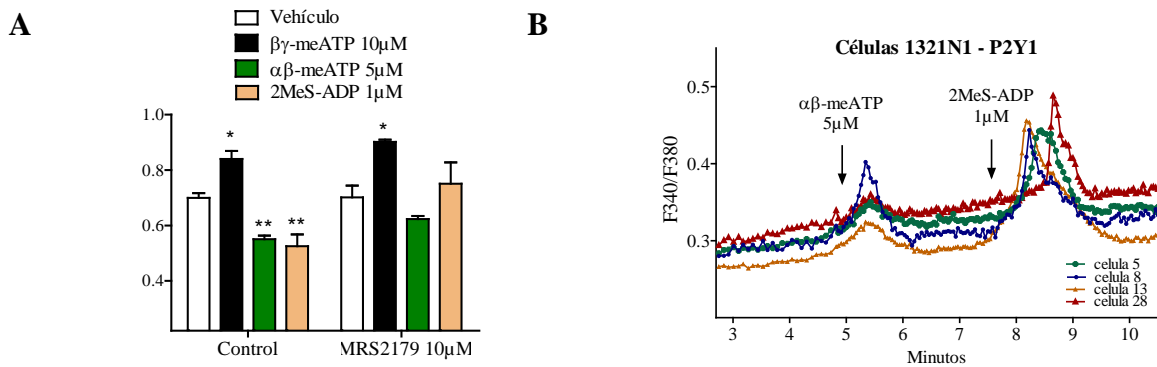 A
Vehículo
βγ-meATP 10µM
αβ-meATP 5µM
2MeS-ADP 1µM
1.0
0.8
0.6
0.4
*
**
**
*
Control
MRS2179 10µM
B
Células 1321N1 - P2Y1
0.5
0.4
0.3
F340/F380
αβ-meATP
5µM
2MeS-ADP
1µM
celula 5
celula 8
celula 13
celula 28
3 4 5 6 7 8 9 10
Minutos